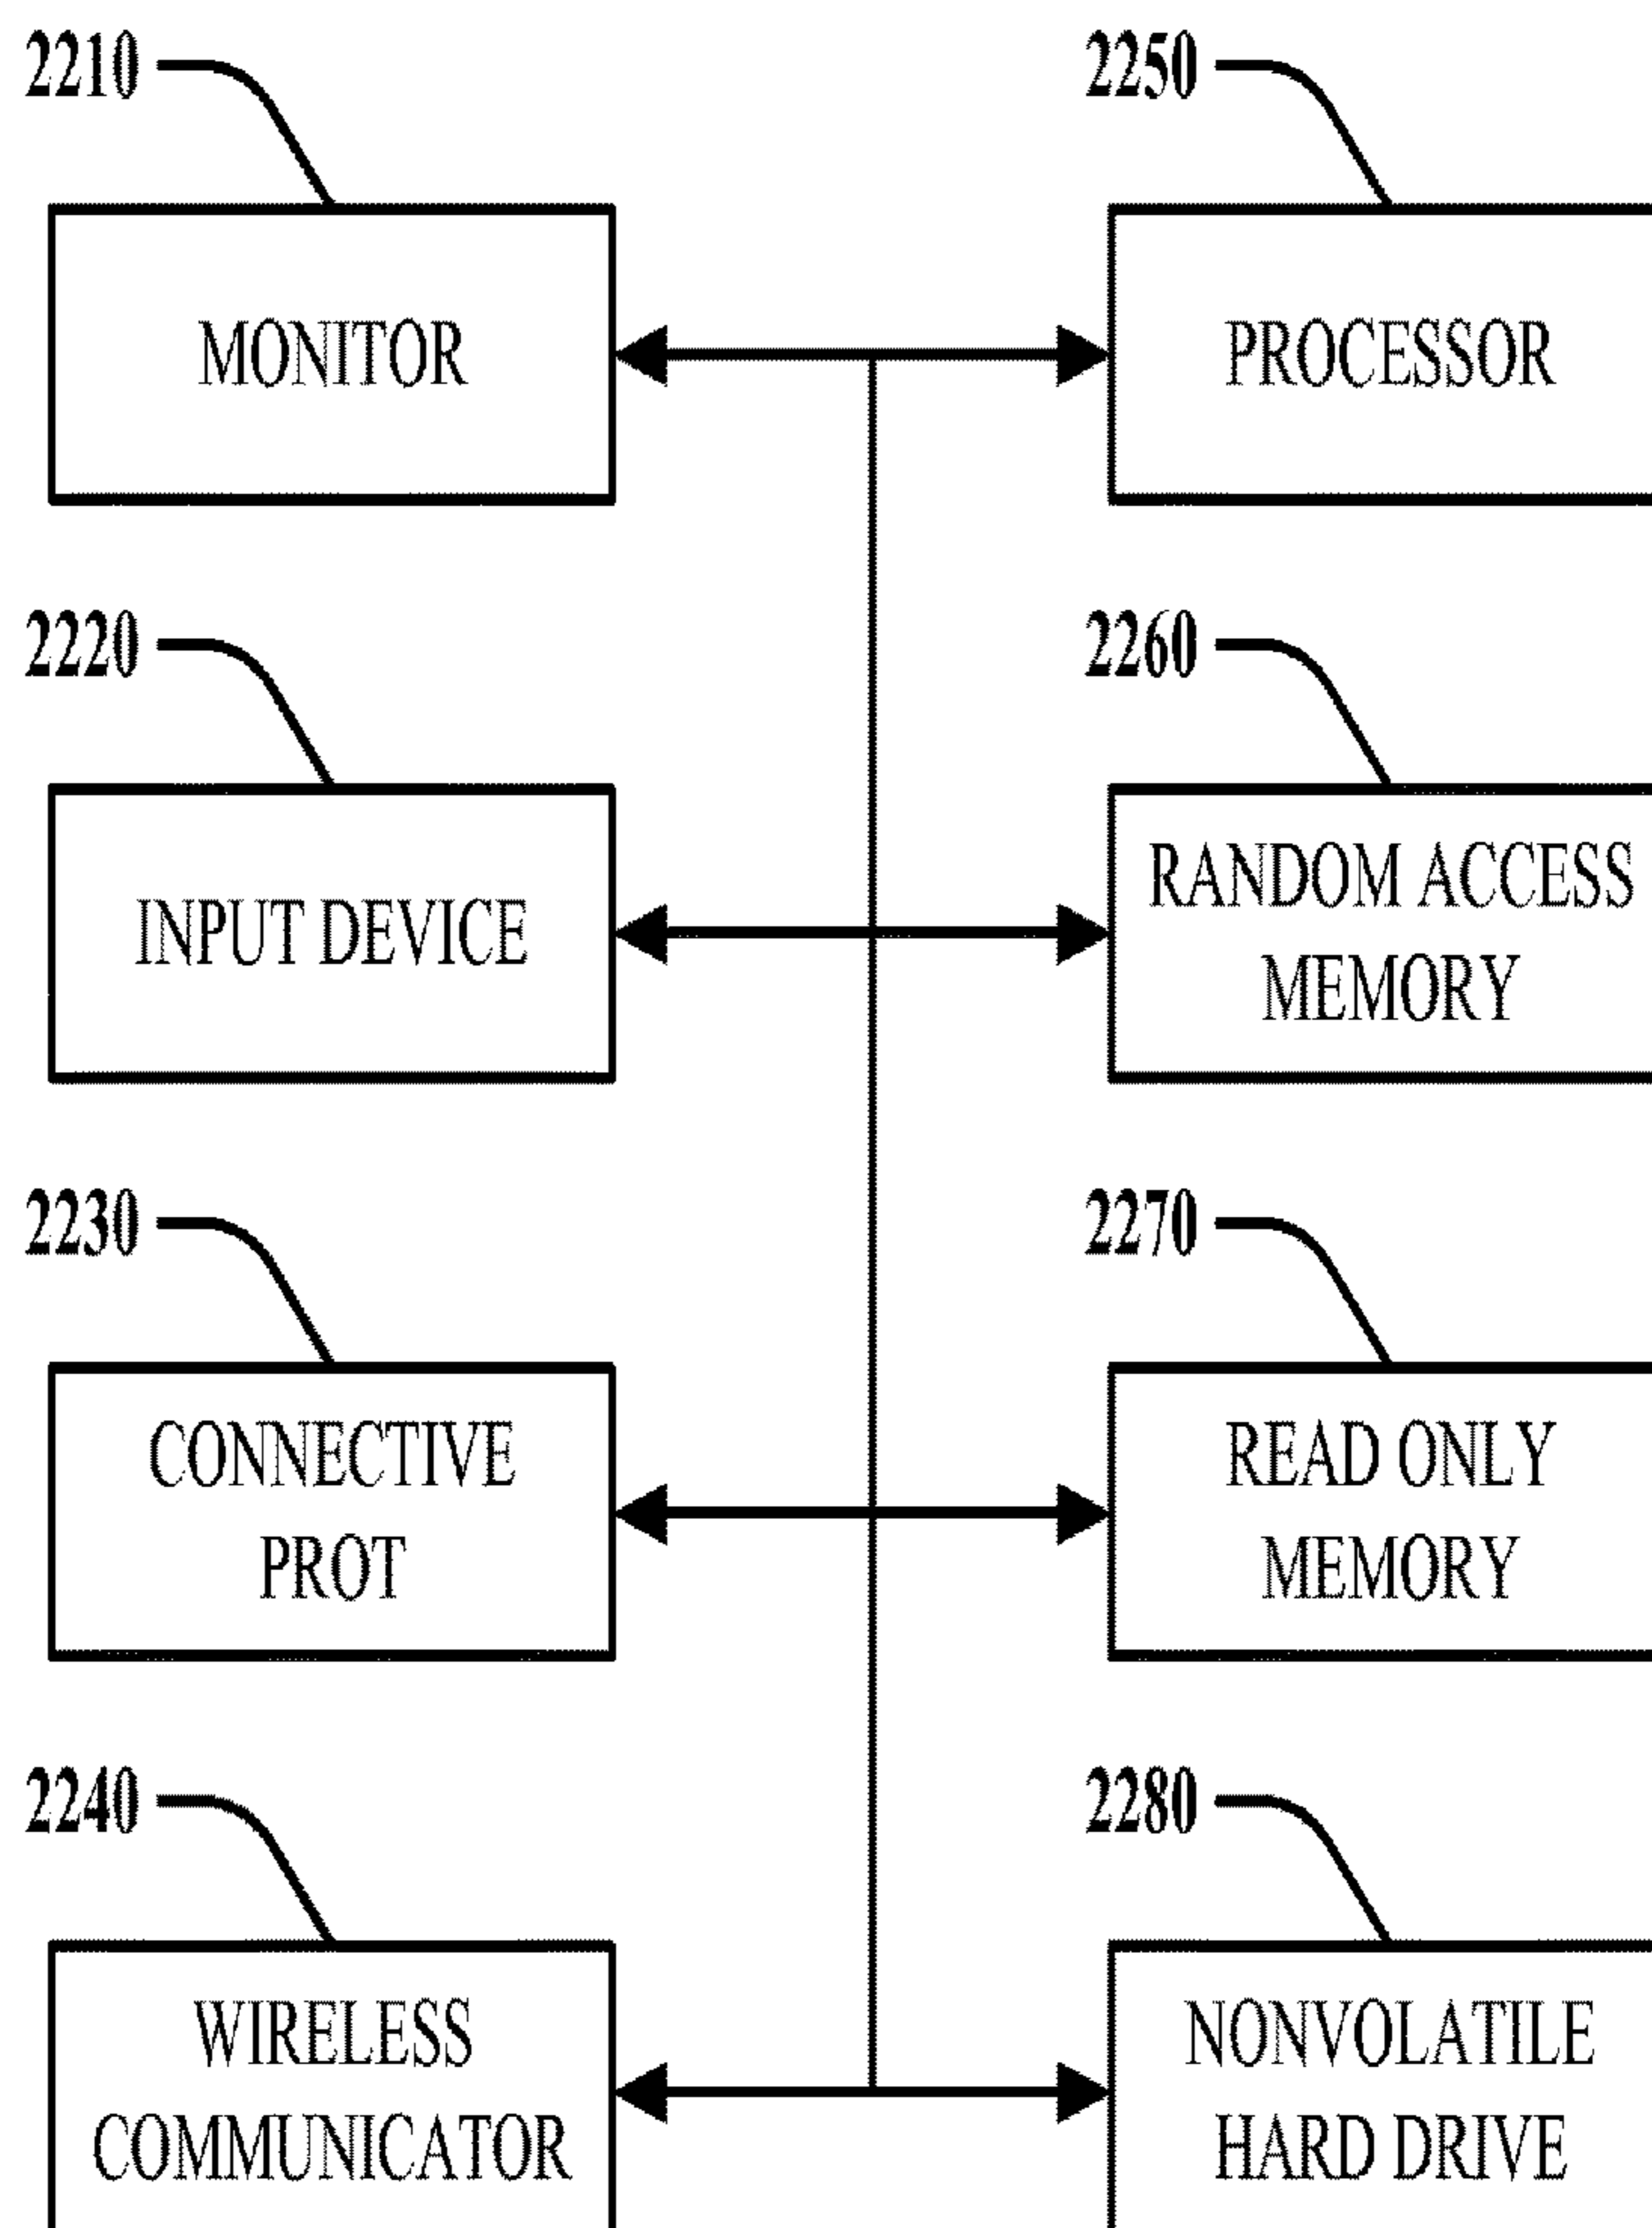 2210
2250
MONITOR
PROCESSOR
2220
2260
INPUT DEVICE
RANDOM ACCESS
MEMORY
2230
2270
CONNECTIVE
PROT
READ ONLY
MEMORY
2240
2280
WIRELESS
COMMUNICATOR
NONVOLATILE
HARD DRIVE